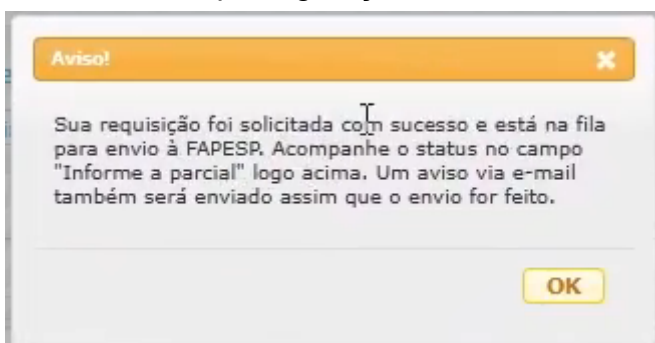 Aviso!
Sua requisição foi solicitada com sucesso e está na fila
para envio à FAPESP. Acompanhe o status no campo
"Informe a parcial" logo acima. Um aviso via e-mail
também será enviado assim que o envio for feito.
OK